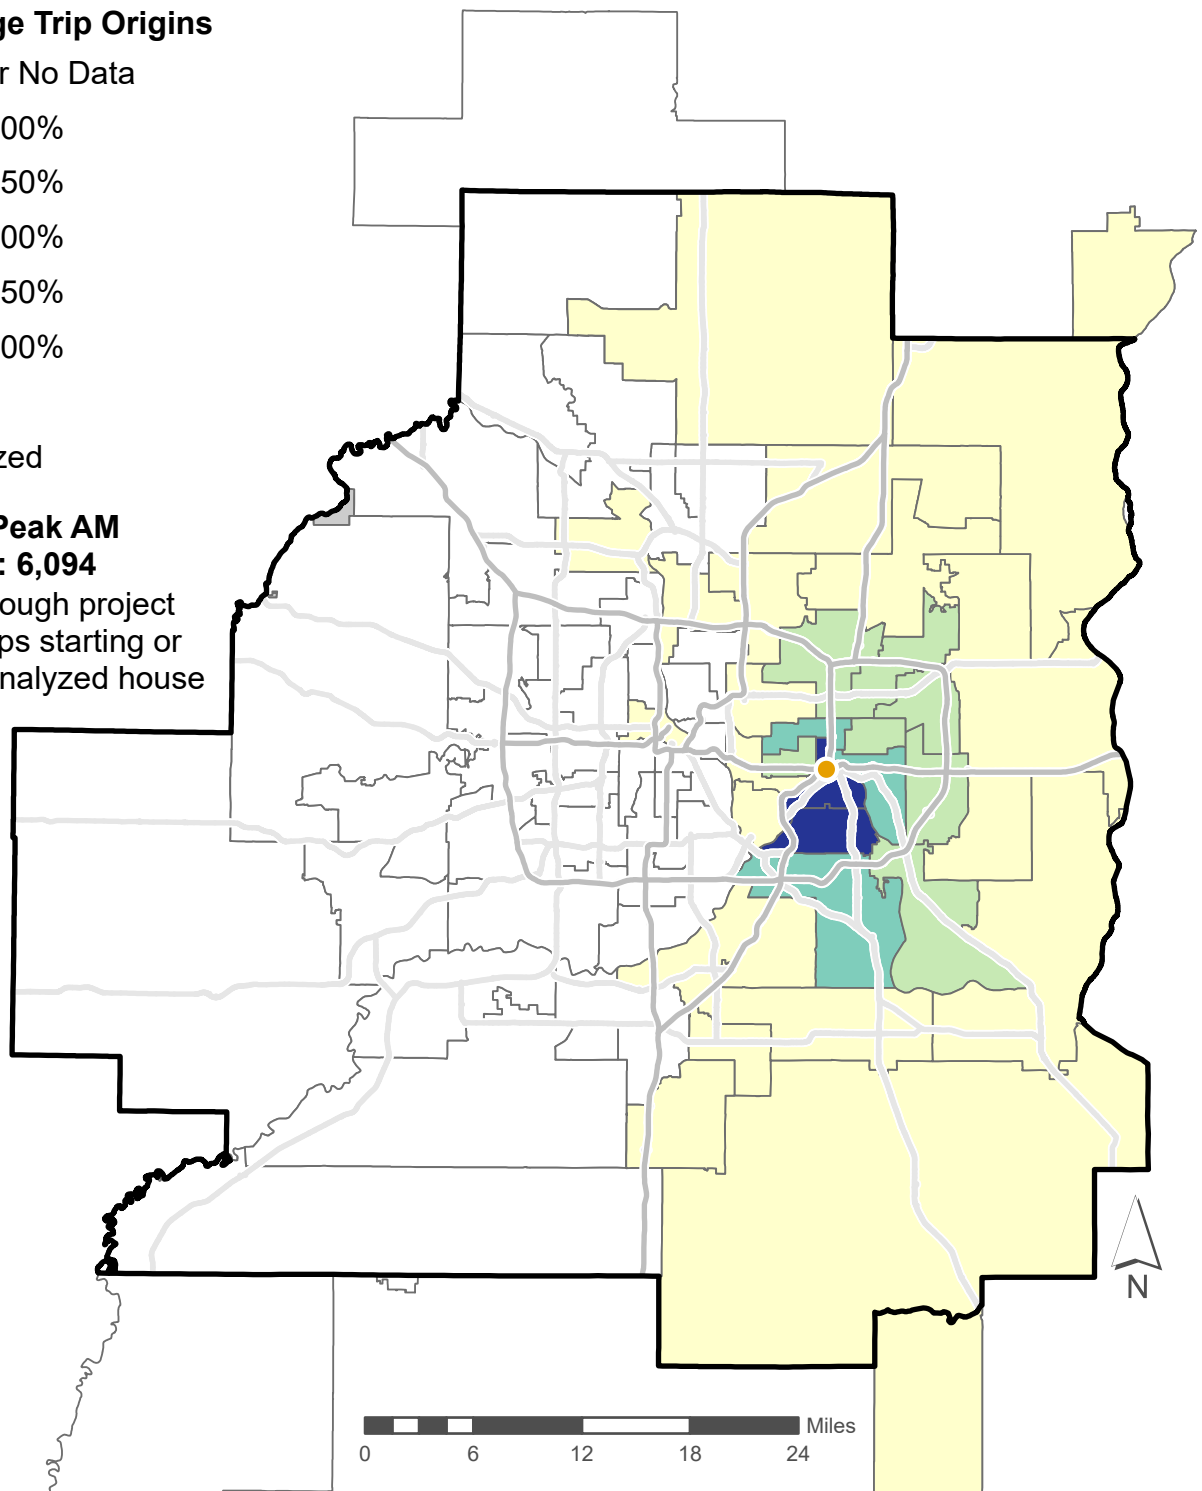 ge Trip Origins
r No Data
00%
50%
00%
50%
00%
zed
Peak AM
: 6,094
ough project
ps starting or
nalyzed house
N
Miles
0 6 12 18 24